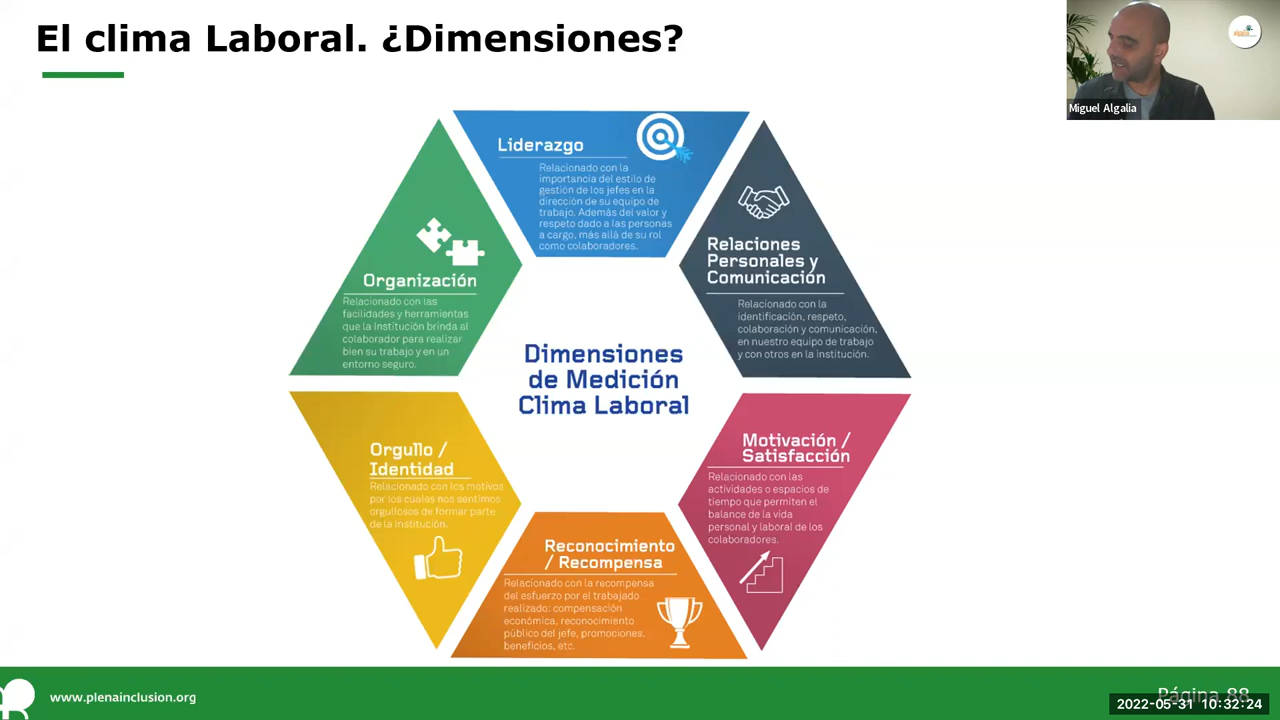 El clima Laboral. ¿Dimensiones?
Miguel Algalia
Liderazgo
Relacionado con la
importancia del estilo de
gestión de los jefes en la
dirección de su equipo de
trabajo. Además del valor y
respeto dado a las personas
a cargo, más allá de su rol
como colaboradores.
Relaciones
Personales y
Comunicación
Relacionado con la
identificación, respeto,
colaboración y comunicación,
en nuestro equipo de trabajo
y con otros en la institución.
Organización
Relacionado con las
facilidades y herramientas
que la Institución brinda al
colaborador para realizar
bien su trabajo y en un
entorno seguro.
Dimensiones
de Medición
Clima Laboral
Orgullo /
Identidad
Relacionado con los motivos
por los cuales nos sentimos
orgullosos de formar parte
de la institución.
Motivación /
Satisfacción
Relacionado con las
actividades o espacios de
tiempo que permiten el
balance de la vida
personal y laboral de los
colaboradores.
Reconocimiento
/ Recompensa
Relacionado con la recompensa
del esfuerzo por el trabajado
realizado: compensación
económica, reconocimiento
público del jefe, promociones,
beneficios, etc.
www.plenainclusion.org
Página 88
2022-05-31 10:32:24